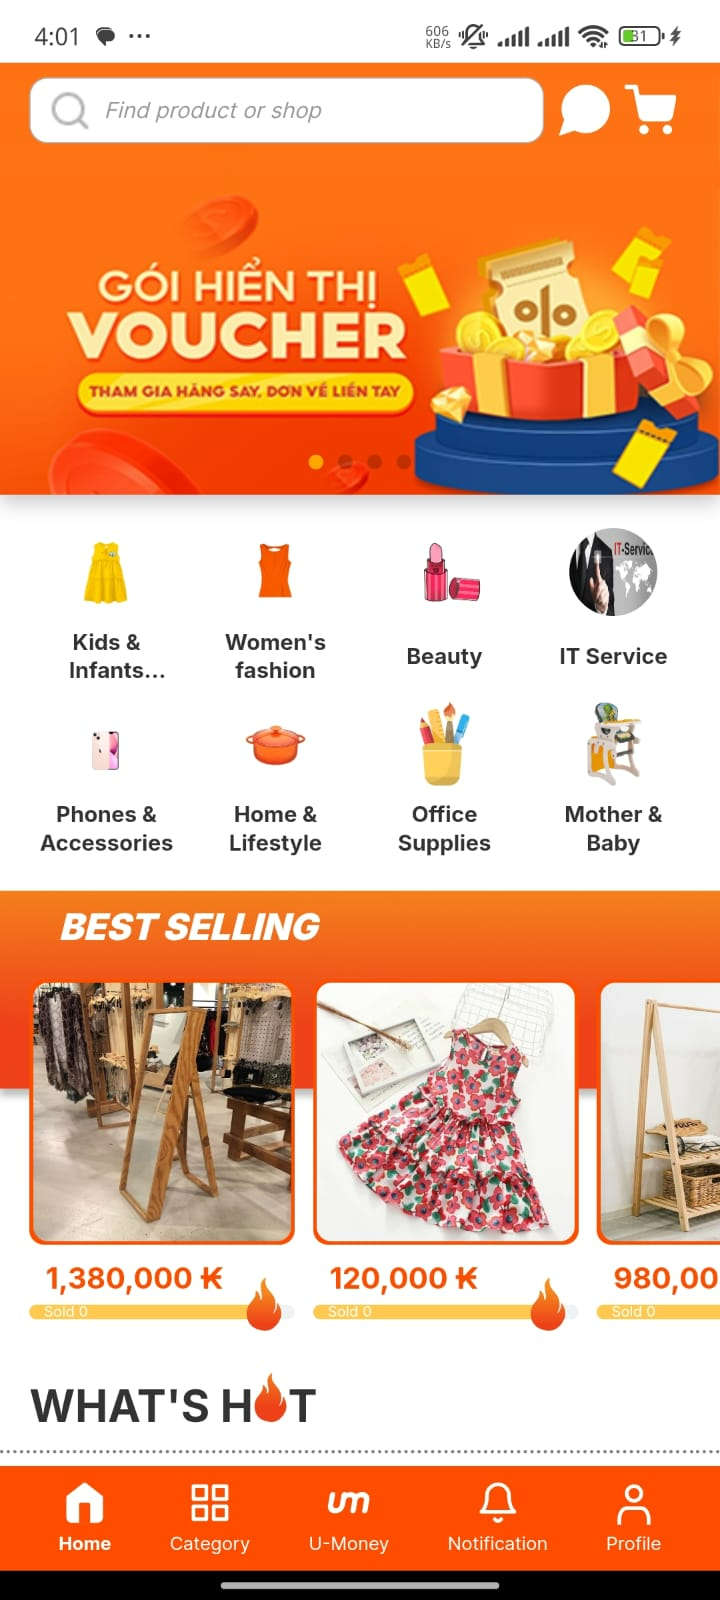 4:01
606
KB/s
31
Find product or shop
GÓI HIỂN THỊ
VOUCHER
THAM GIA HĂNG SAY, ĐƠN VỀ LIỀN TAY
IT-Servic
Kids &
Infants...
Women's
fashion
Beauty
IT Service
Phones &
Accessories
Home &
Lifestyle
Office
Supplies
Mother &
Baby
BEST SELLING
1,380,000 ₭
120,000 ₭
980,00
Sold 0
Sold 0
Sold 0
WHAT'S HOT
Home
Category
um
U-Money
Notification
Profile